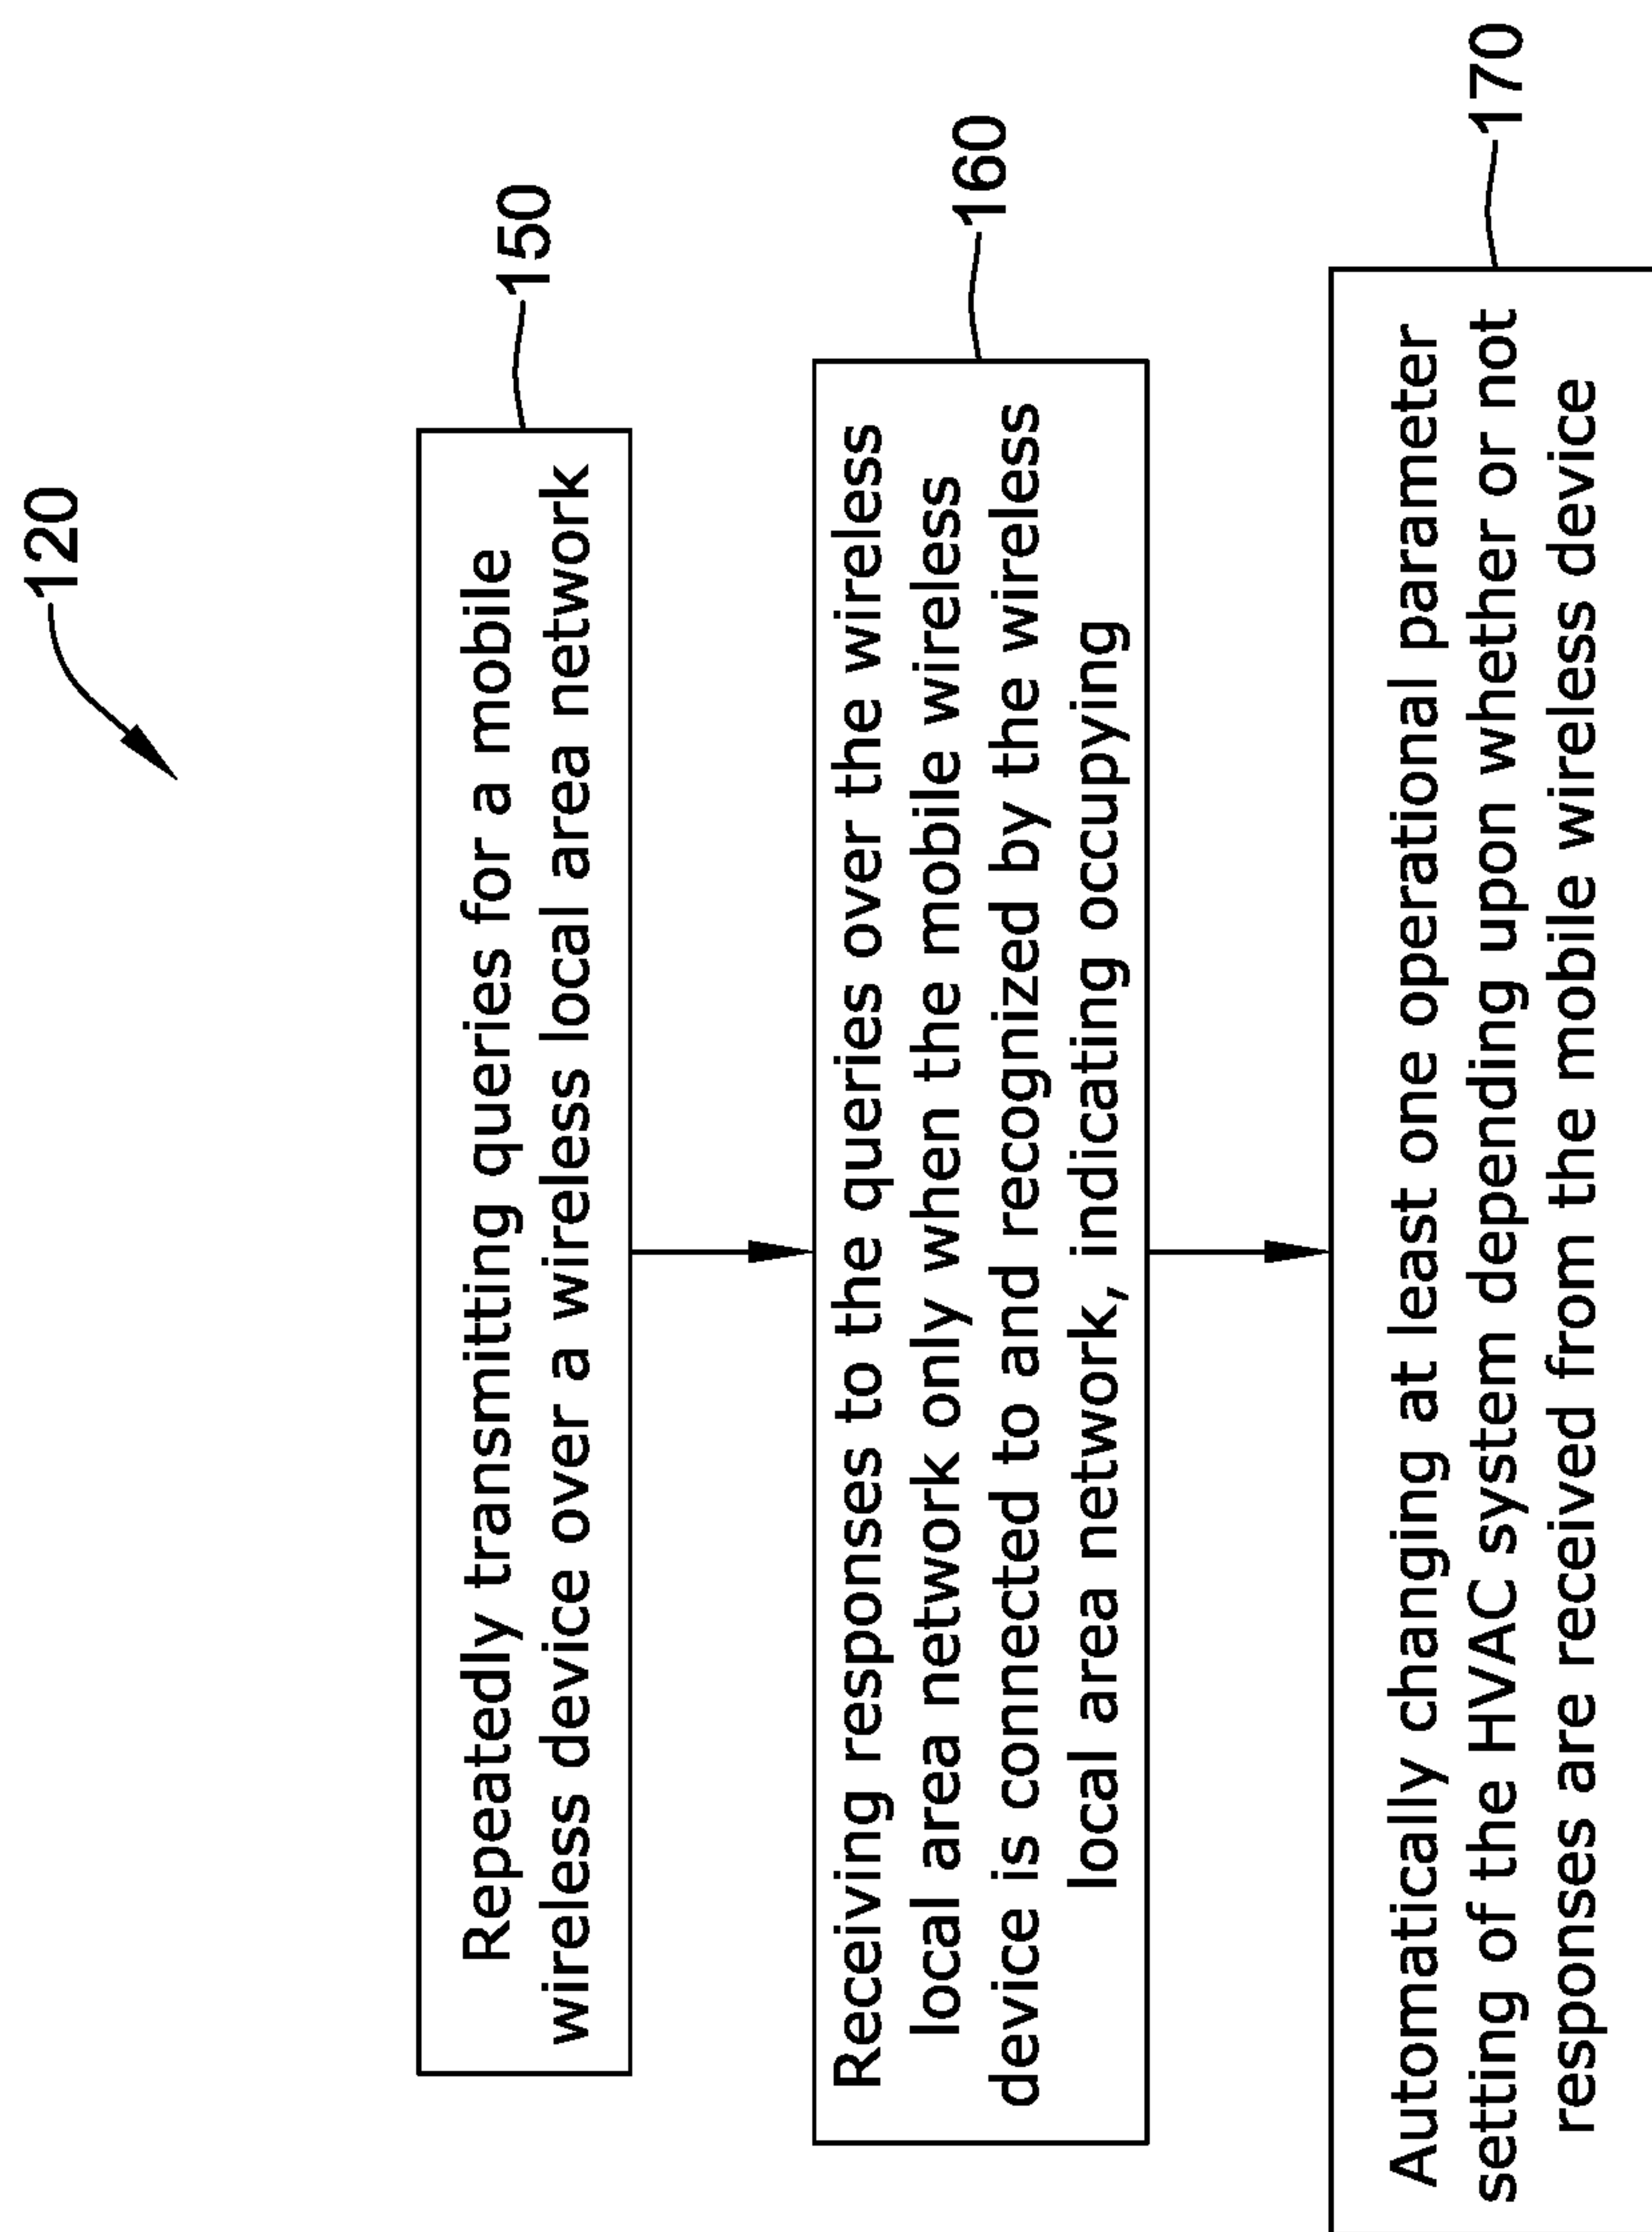 120
150
Repeatedly transmitting queries for a mobile
wireless device over a wireless local area network
160
Receiving responses to the queries over the wireless
local area network only when the mobile wireless
device is connected to and recognized by the wireless
local area network, indicating occupying
170
Automatically changing at least one operational parameter
setting of the HVAC system depending upon whether or not
responses are received from the mobile wireless device